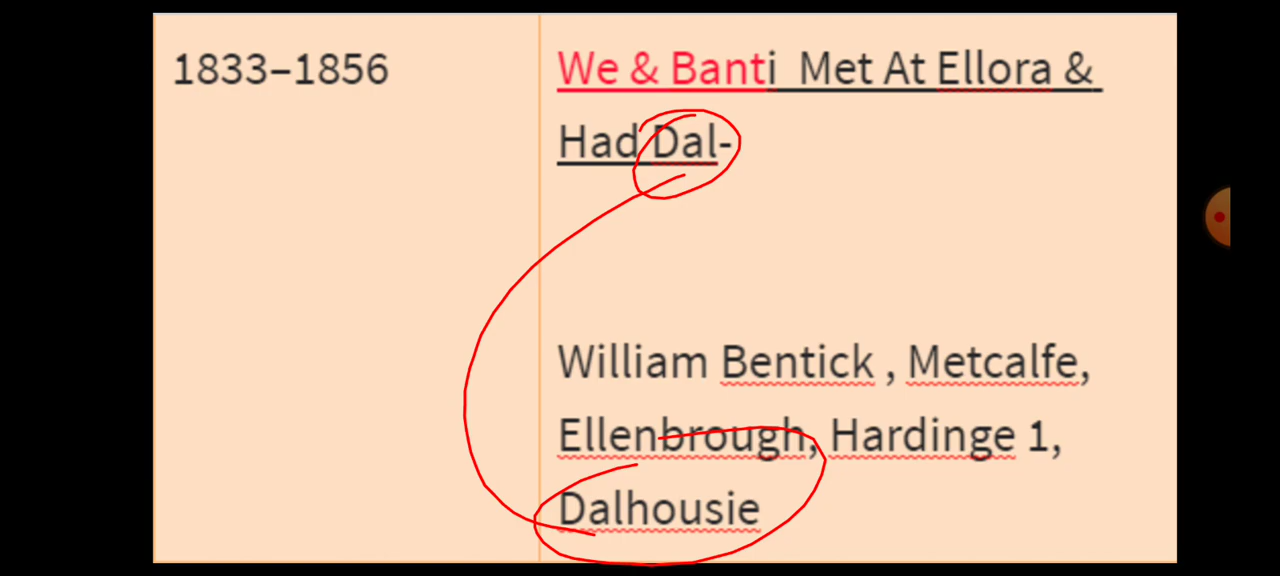 1833–1856
We & Banti Met At Ellora &
Had Dal-
William Bentick , Metcalfe,
Ellenbrough, Hardinge 1,
Dalhousie